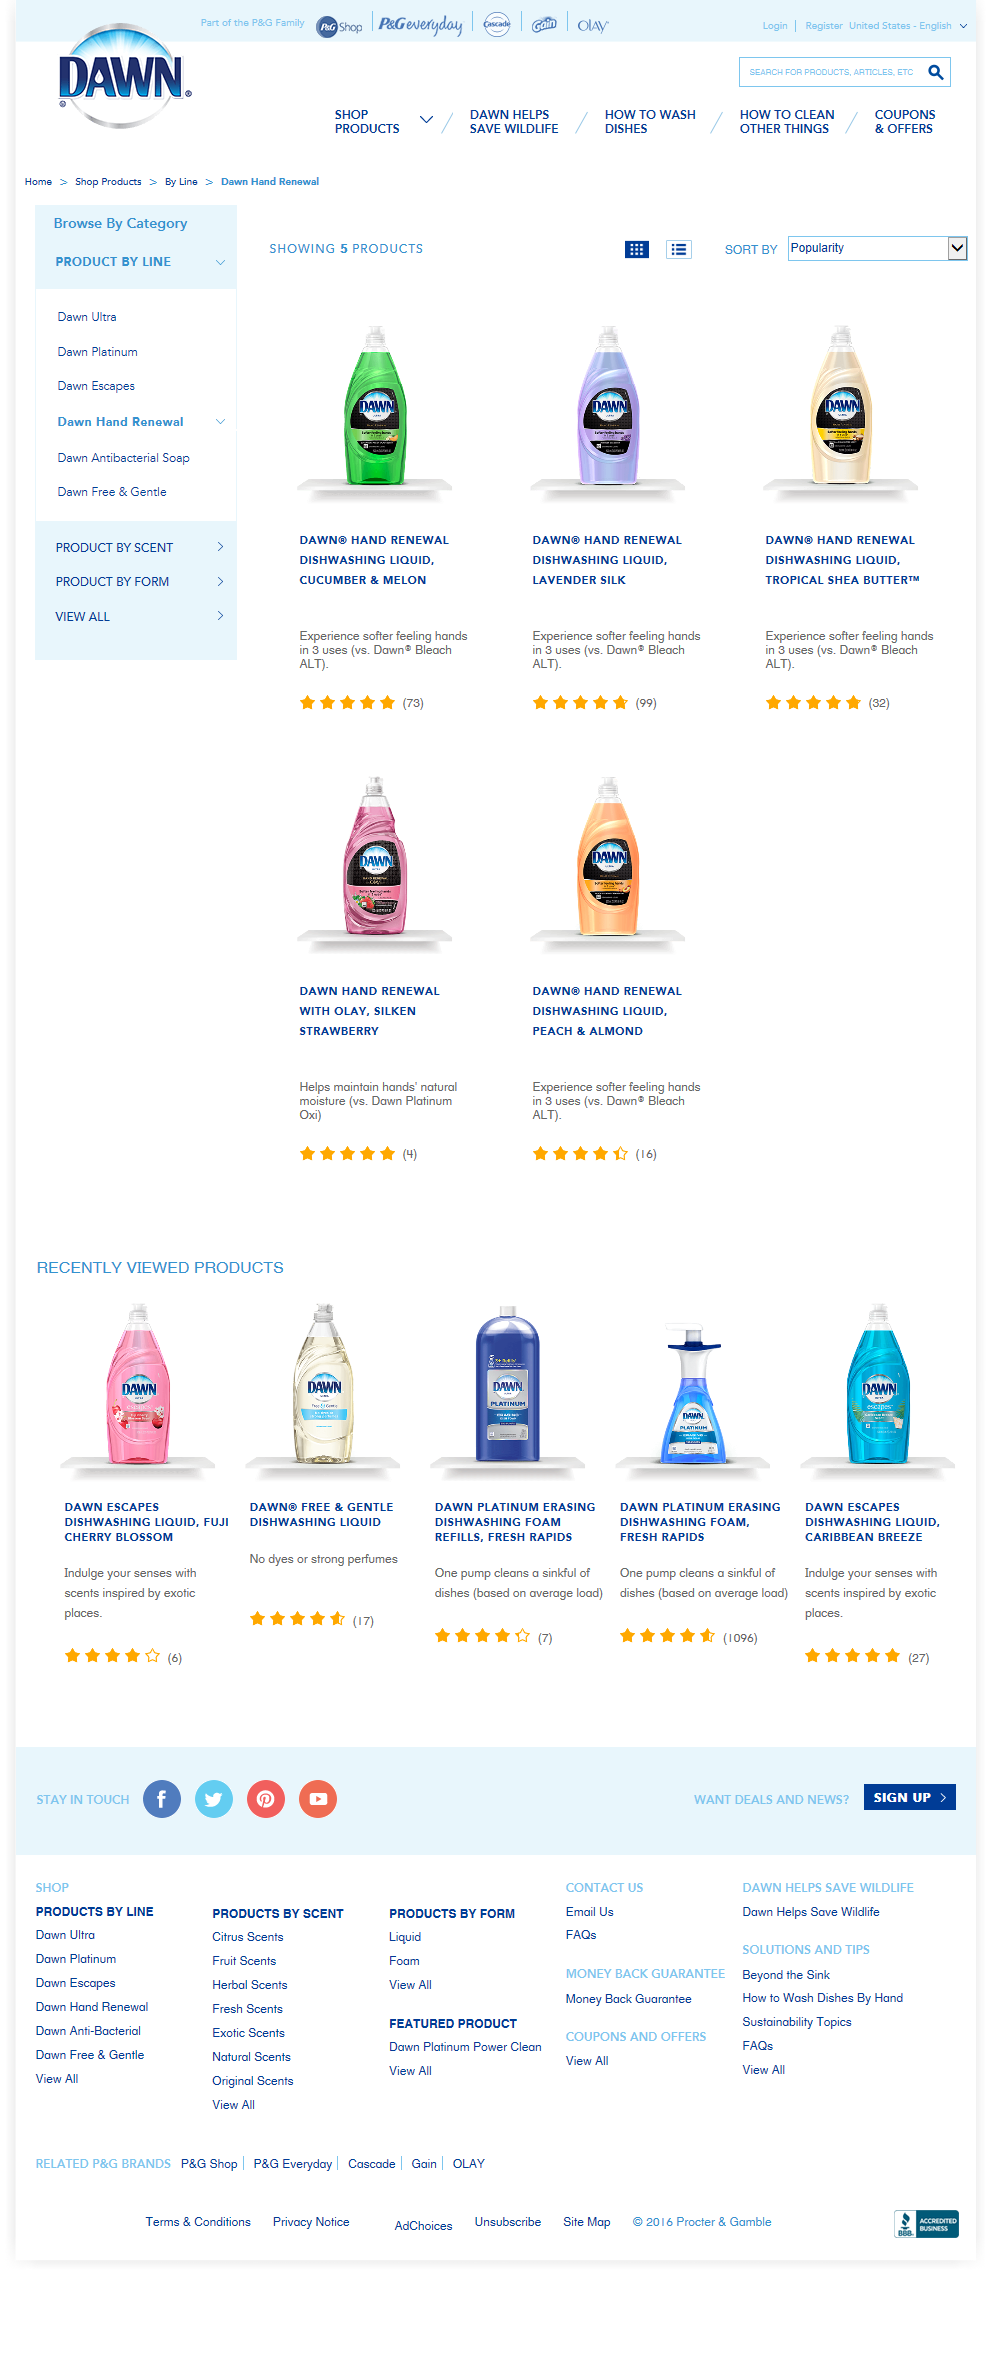 Part of the P&G Family
P&G Shop
P&G everyday
Cascade
Gain
OLAY
Login
Register
United States - English
DAWN
SEARCH FOR PRODUCTS, ARTICLES, ETC
SHOP
PRODUCTS
DAWN HELPS
SAVE WILDLIFE
HOW TO WASH
DISHES
HOW TO CLEAN
OTHER THINGS
COUPONS
& OFFERS
Home > Shop Products > By Line > Dawn Hand Renewal
Browse By Category
PRODUCT BY LINE
Dawn Ultra
Dawn Platinum
Dawn Escapes
Dawn Hand Renewal
Dawn Antibacterial Soap
Dawn Free & Gentle
PRODUCT BY SCENT
PRODUCT BY FORM
VIEW ALL
SHOWING 5 PRODUCTS
SORT BY
Popularity
DAWN
DAWN
DAWN
DAWN® HAND RENEWAL
DISHWASHING LIQUID,
CUCUMBER & MELON
Experience softer feeling hands
in 3 uses (vs. Dawn® Bleach
ALT).
(73)
DAWN® HAND RENEWAL
DISHWASHING LIQUID,
LAVENDER SILK
Experience softer feeling hands
in 3 uses (vs. Dawn® Bleach
ALT).
(99)
DAWN® HAND RENEWAL
DISHWASHING LIQUID,
TROPICAL SHEA BUTTER™
Experience softer feeling hands
in 3 uses (vs. Dawn® Bleach
ALT).
(32)
DAWN
DAWN
DAWN HAND RENEWAL
WITH OLAY, SILKEN
STRAWBERRY
Helps maintain hands' natural
moisture (vs. Dawn Platinum
Oxi)
(4)
DAWN® HAND RENEWAL
DISHWASHING LIQUID,
PEACH & ALMOND
Experience softer feeling hands
in 3 uses (vs. Dawn® Bleach
ALT).
(16)
RECENTLY VIEWED PRODUCTS
DAWN
escapes
DAWN
Free & Gentle
DAWN
PLATINUM
DAWN
PLATINUM
DAWN
escapes
DAWN ESCAPES
DISHWASHING LIQUID, FUJI
CHERRY BLOSSOM
Indulge your senses with
scents inspired by exotic
places.
(6)
DAWN® FREE & GENTLE
DISHWASHING LIQUID
No dyes or strong perfumes
(17)
DAWN PLATINUM ERASING
DISHWASHING FOAM
REFILLS, FRESH RAPIDS
One pump cleans a sinkful of
dishes (based on average load)
(7)
DAWN PLATINUM ERASING
DISHWASHING FOAM,
FRESH RAPIDS
One pump cleans a sinkful of
dishes (based on average load)
(1096)
DAWN ESCAPES
DISHWASHING LIQUID,
CARIBBEAN BREEZE
Indulge your senses with
scents inspired by exotic
places.
(27)
STAY IN TOUCH
WANT DEALS AND NEWS?
SIGN UP >
SHOP
PRODUCTS BY LINE
Dawn Ultra
Dawn Platinum
Dawn Escapes
Dawn Hand Renewal
Dawn Anti-Bacterial
Dawn Free & Gentle
View All
PRODUCTS BY SCENT
Citrus Scents
Fruit Scents
Herbal Scents
Fresh Scents
Exotic Scents
Natural Scents
Original Scents
View All
PRODUCTS BY FORM
Liquid
Foam
View All
FEATURED PRODUCT
Dawn Platinum Power Clean
View All
CONTACT US
Email Us
FAQs
MONEY BACK GUARANTEE
Money Back Guarantee
COUPONS AND OFFERS
View All
DAWN HELPS SAVE WILDLIFE
Dawn Helps Save Wildlife
SOLUTIONS AND TIPS
Beyond the Sink
How to Wash Dishes By Hand
Sustainability Topics
FAQs
View All
RELATED P&G BRANDS
P&G Shop
P&G Everyday
Cascade
Gain
OLAY
Terms & Conditions
Privacy Notice
AdChoices
Unsubscribe
Site Map
© 2016 Procter & Gamble
BBB.
ACCREDITED
BUSINESS